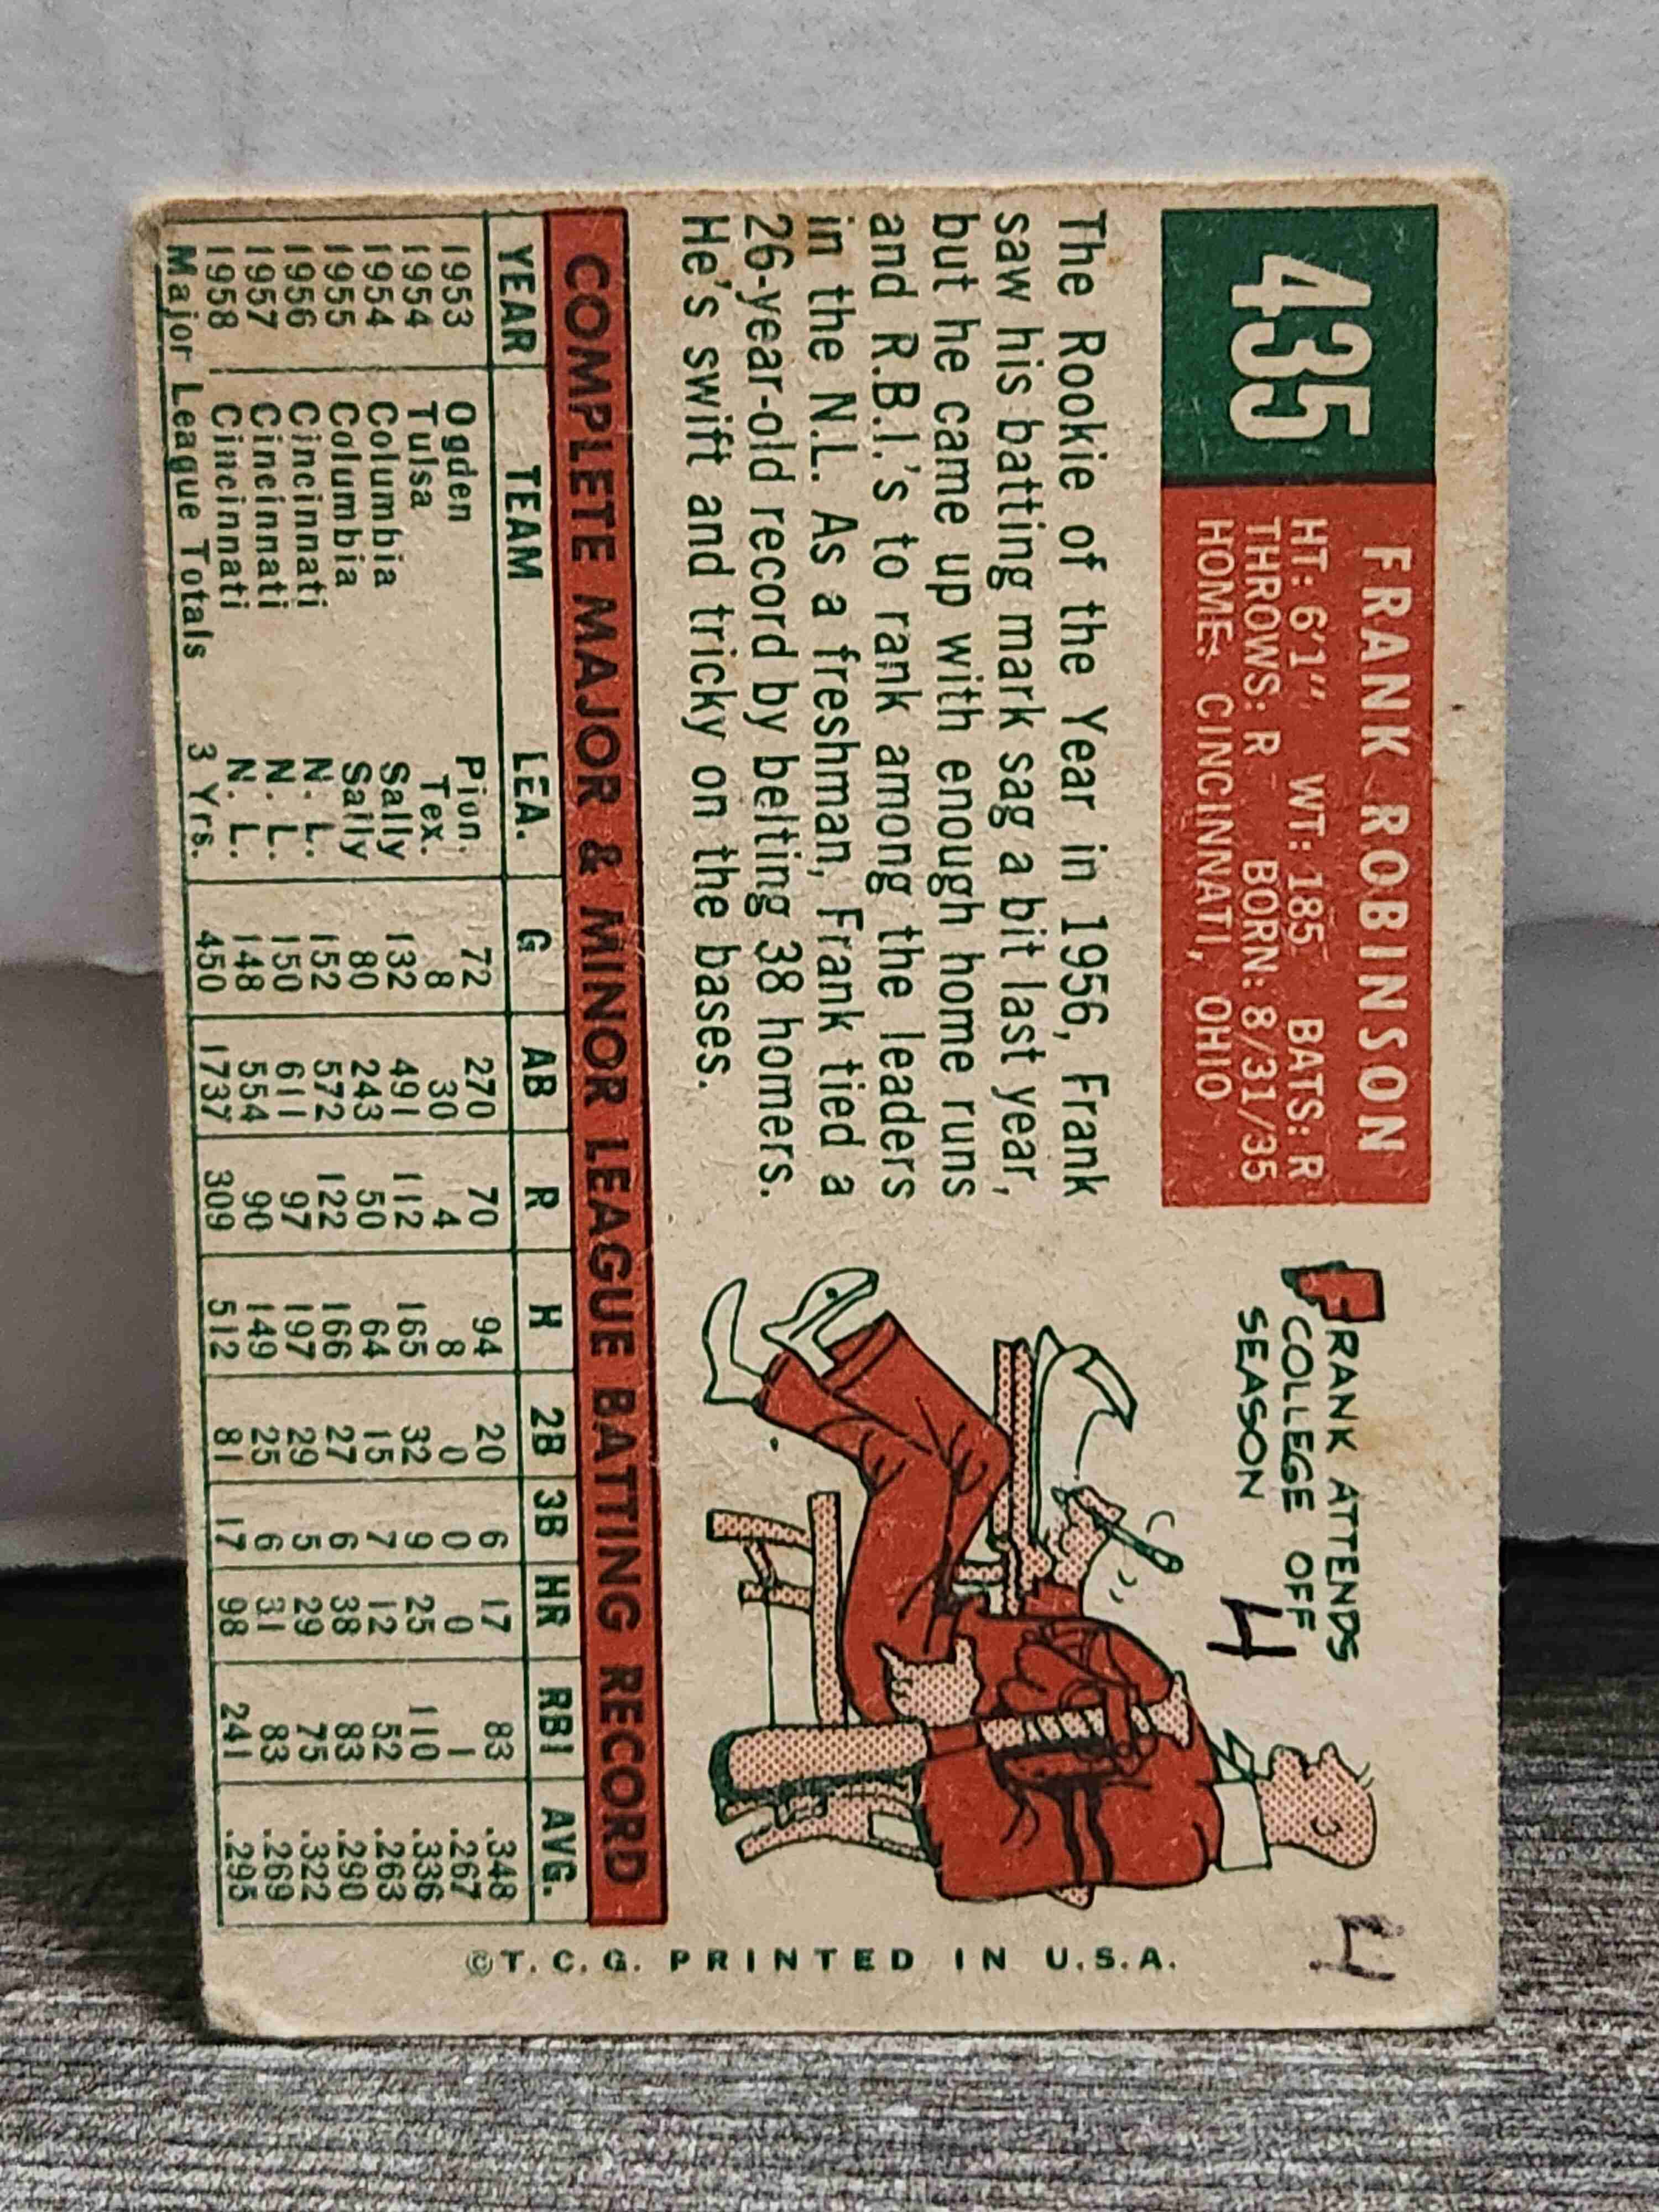 435
FRANK ROBINSON
HT: 6'1" WT: 185 BATS: R
THROWS: R BORN: 8/31/35
HOME: CINCINNATI, OHIO
FRANK ATTENDS
COLLEGE OFF
SEASON
4
The Rookie of the Year in 1956, Frank
saw his batting mark sag a bit last year,
but he came up with enough home runs
and R.B.I.'s to rank among the leaders
in the N.L. As a freshman, Frank tied a
26-year-old record by belting 38 homers.
He's swift and tricky on the bases.
COMPLETE MAJOR & MINOR LEAGUE BATTING RECORD
YEAR TEAM LEA. G AB R H 2B 3B HR RBI AVG.
1953 Ogden Pion. 72 270 70 94 20 6 17 83 .348
1954 Tulsa Tex. 8 30 4 8 0 0 0 1 .267
1954 Columbia Sally 132 491 112 165 32 9 25 110 .336
1955 Columbia Sally 80 243 50 64 15 7 12 52 .263
1956 Cincinnati N. L. 152 572 122 166 27 6 38 83 .290
1957 Cincinnati N. L. 150 611 97 197 29 5 29 75 .322
1958 Cincinnati N. L. 148 554 90 149 25 6 31 83 .269
Major League Totals 3 Yrs. 450 1737 309 512 81 17 98 241 .295
© T. C. G. PRINTED IN U.S.A.